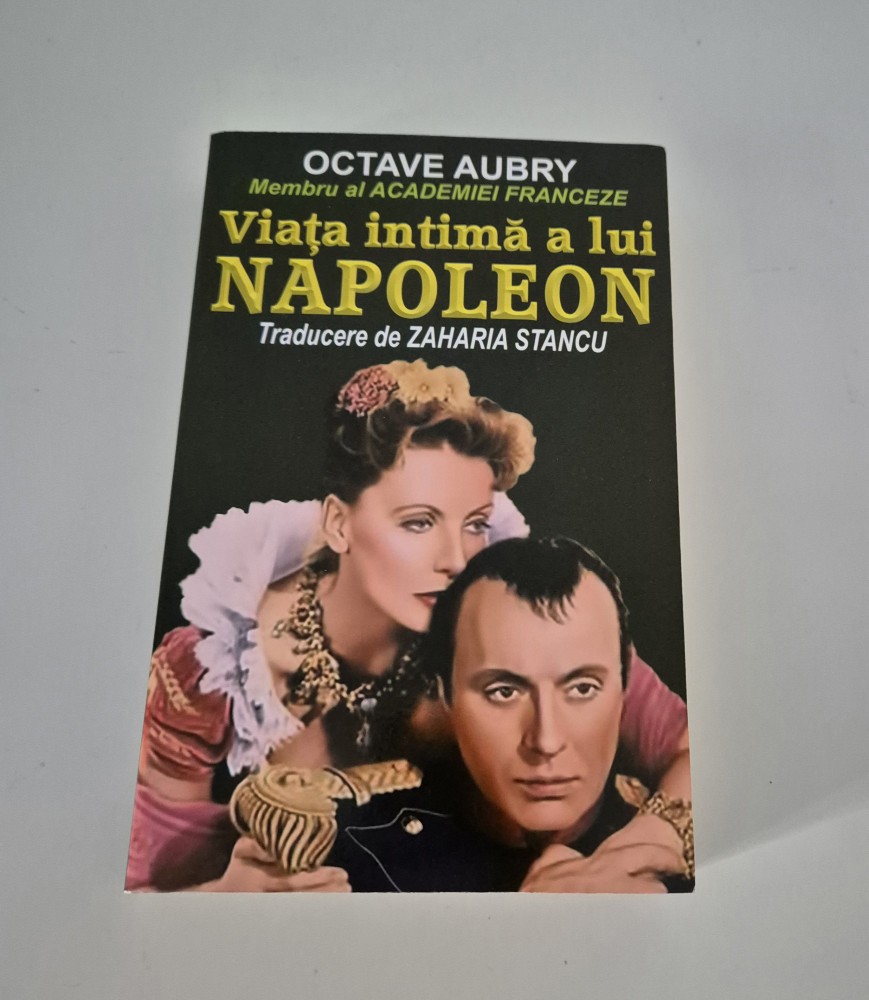 OCTAVE AUBRY
Membru al ACADEMIEI FRANCEZE
Viața intimă a lui
NAPOLEON
Traducere de ZAHARIA STANCU